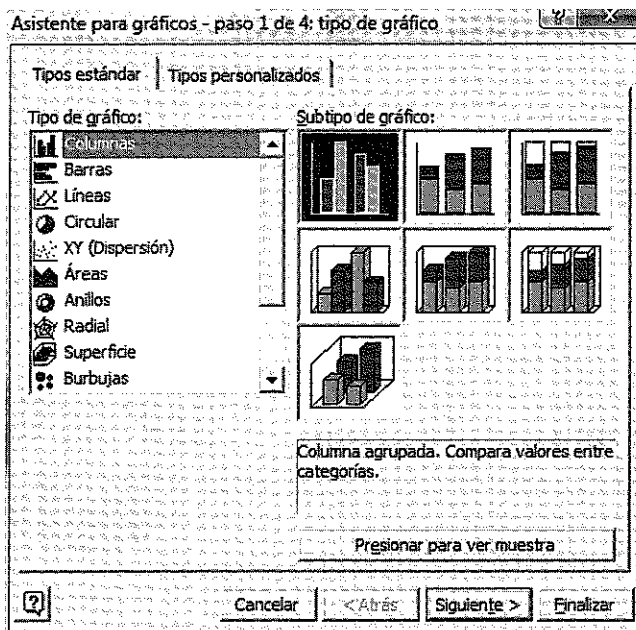 Asistente para gráficos - paso 1 de 4: tipo de gráfico
Tipos estándar
Tipos personalizados
Tipo de gráfico:
Columnas
Barras
Líneas
Circular
XY (Dispersión)
Áreas
Anillos
Radial
Superficie
Burbujas
Subtipo de gráfico:
Columna agrupada. Compara valores entre
categorías.
Presionar para ver muestra
Cancelar
< Atrás
Siguiente >
Finalizar